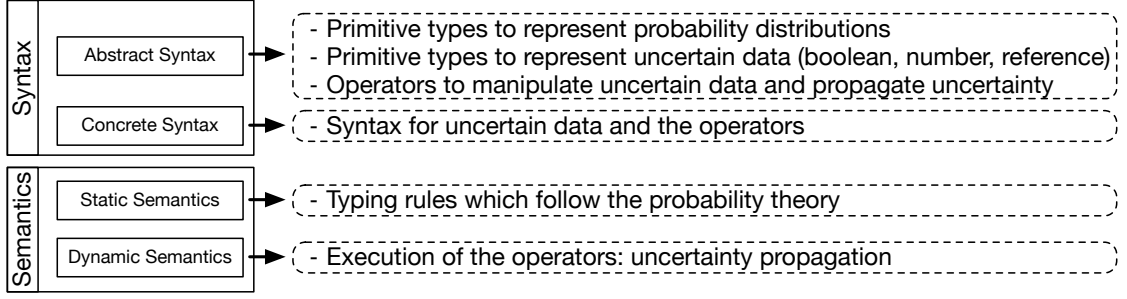 Syntax
Abstract Syntax
- Primitive types to represent probability distributions
- Primitive types to represent uncertain data (boolean, number, reference)
- Operators to manipulate uncertain data and propagate uncertainty
Concrete Syntax
- Syntax for uncertain data and the operators
Semantics
Static Semantics
- Typing rules which follow the probability theory
Dynamic Semantics
- Execution of the operators: uncertainty propagation